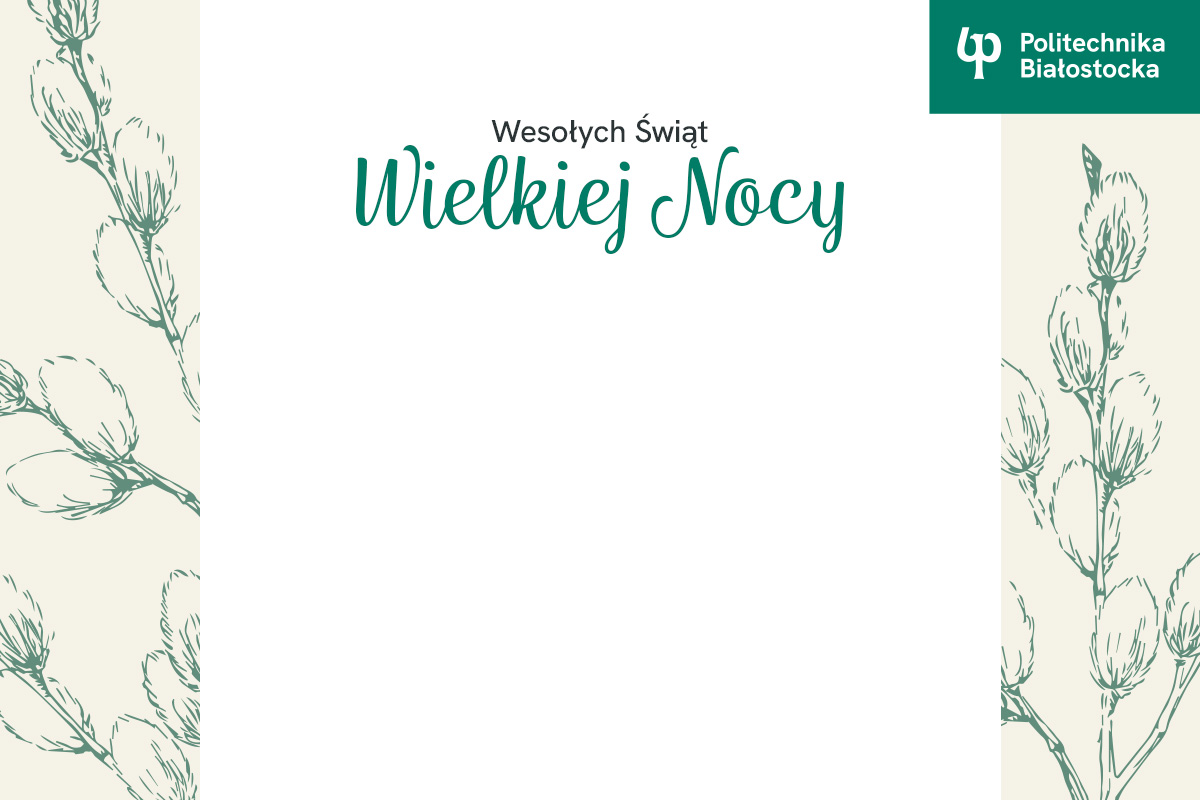 Politechnika
Białostocka
Wesołych Świąt
Wielkiej Nocy